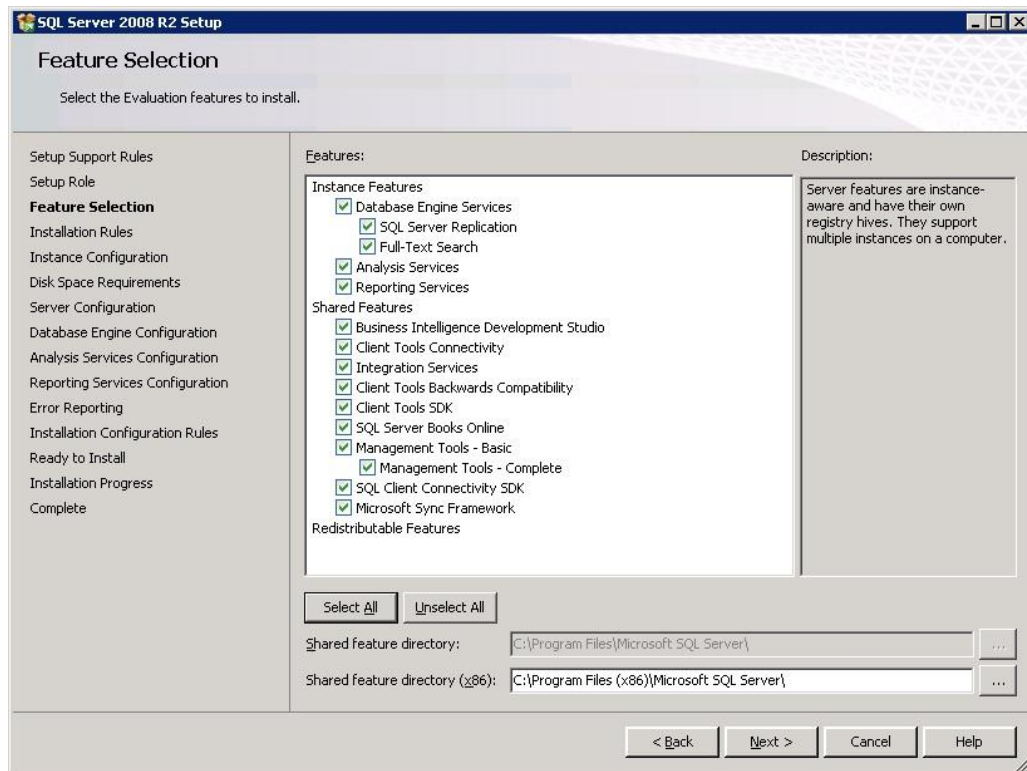 SQL Server 2008 R2 Setup
Feature Selection
Select the Evaluation features to install.
Setup Support Rules
Setup Role
Feature Selection
Installation Rules
Instance Configuration
Disk Space Requirements
Server Configuration
Database Engine Configuration
Analysis Services Configuration
Reporting Services Configuration
Error Reporting
Installation Configuration Rules
Ready to Install
Installation Progress
Complete
Features:
Instance Features
Database Engine Services
SQL Server Replication
Full-Text Search
Analysis Services
Reporting Services
Shared Features
Business Intelligence Development Studio
Client Tools Connectivity
Integration Services
Client Tools Backwards Compatibility
Client Tools SDK
SQL Server Books Online
Management Tools - Basic
Management Tools - Complete
SQL Client Connectivity SDK
Microsoft Sync Framework
Redistributable Features
Description:
Server features are instance-
aware and have their own
registry hives. They support
multiple instances on a computer.
Select All
Unselect All
Shared feature directory:
C:\Program Files\Microsoft SQL Server\
...
Shared feature directory (x86):
C:\Program Files (x86)\Microsoft SQL Server\
...
< Back
Next >
Cancel
Help